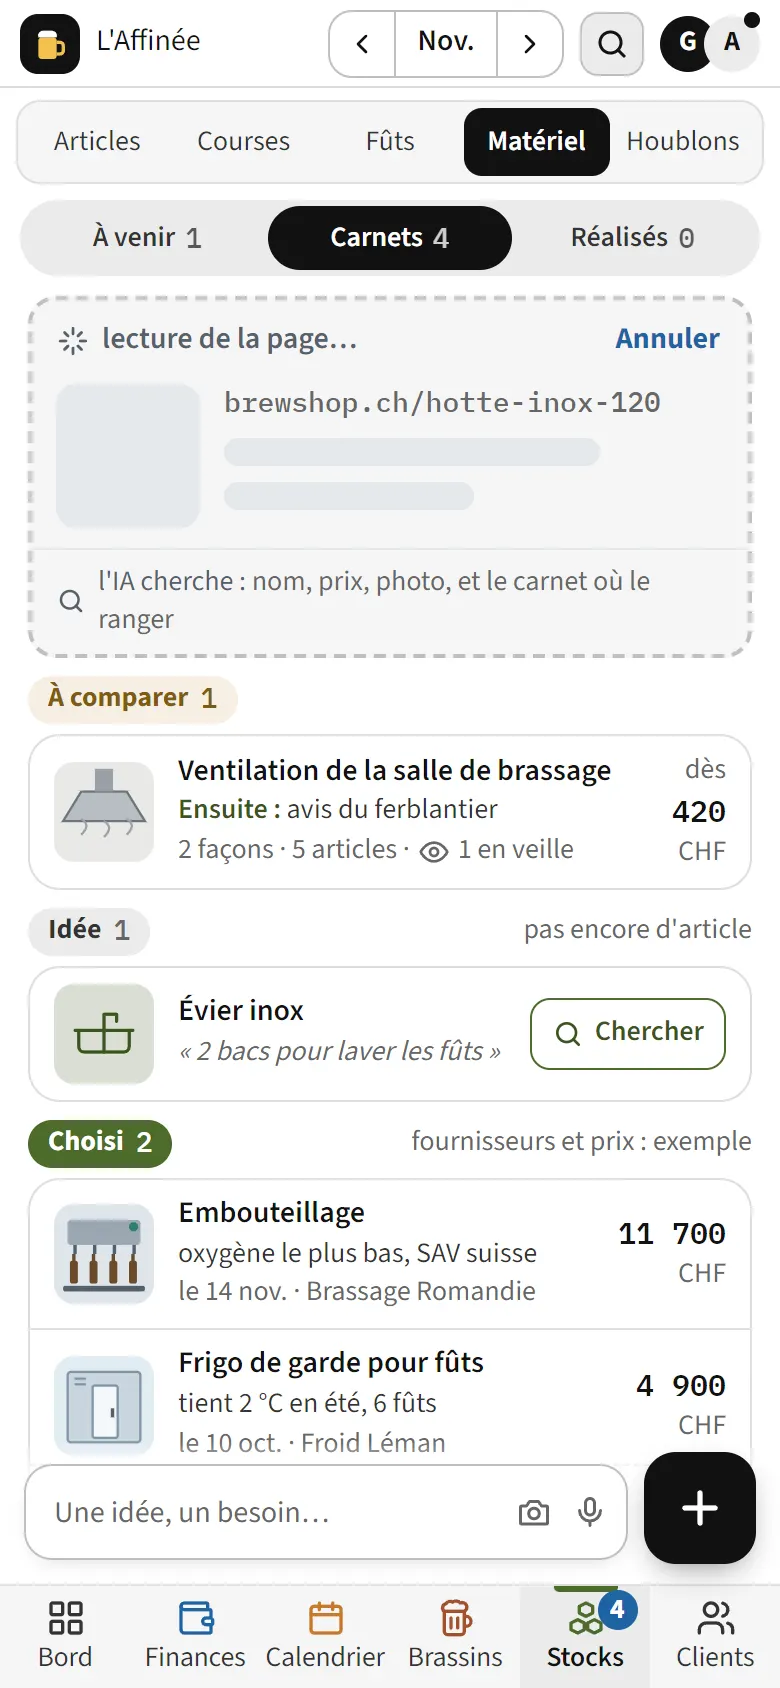 L'Affinée
Nov.
G
A
Articles
Courses
Fûts
Matériel
Houblons
À venir 1
Carnets 4
Réalisés 0
lecture de la page…
Annuler
brewshop.ch/hotte-inox-120
l'IA cherche : nom, prix, photo, et le carnet où le
ranger
À comparer 1
Ventilation de la salle de brassage
dès
Ensuite : avis du ferblantier
420
2 façons · 5 articles · 1 en veille
CHF
Idée 1
pas encore d'article
Évier inox
« 2 bacs pour laver les fûts »
Chercher
Choisi 2
fournisseurs et prix : exemple
Embouteillage
11 700
oxygène le plus bas, SAV suisse
CHF
le 14 nov. · Brassage Romandie
Frigo de garde pour fûts
4 900
tient 2 °C en été, 6 fûts
CHF
le 10 oct. · Froid Léman
Une idée, un besoin…
4
Bord
Finances
Calendrier
Brassins
Stocks
Clients